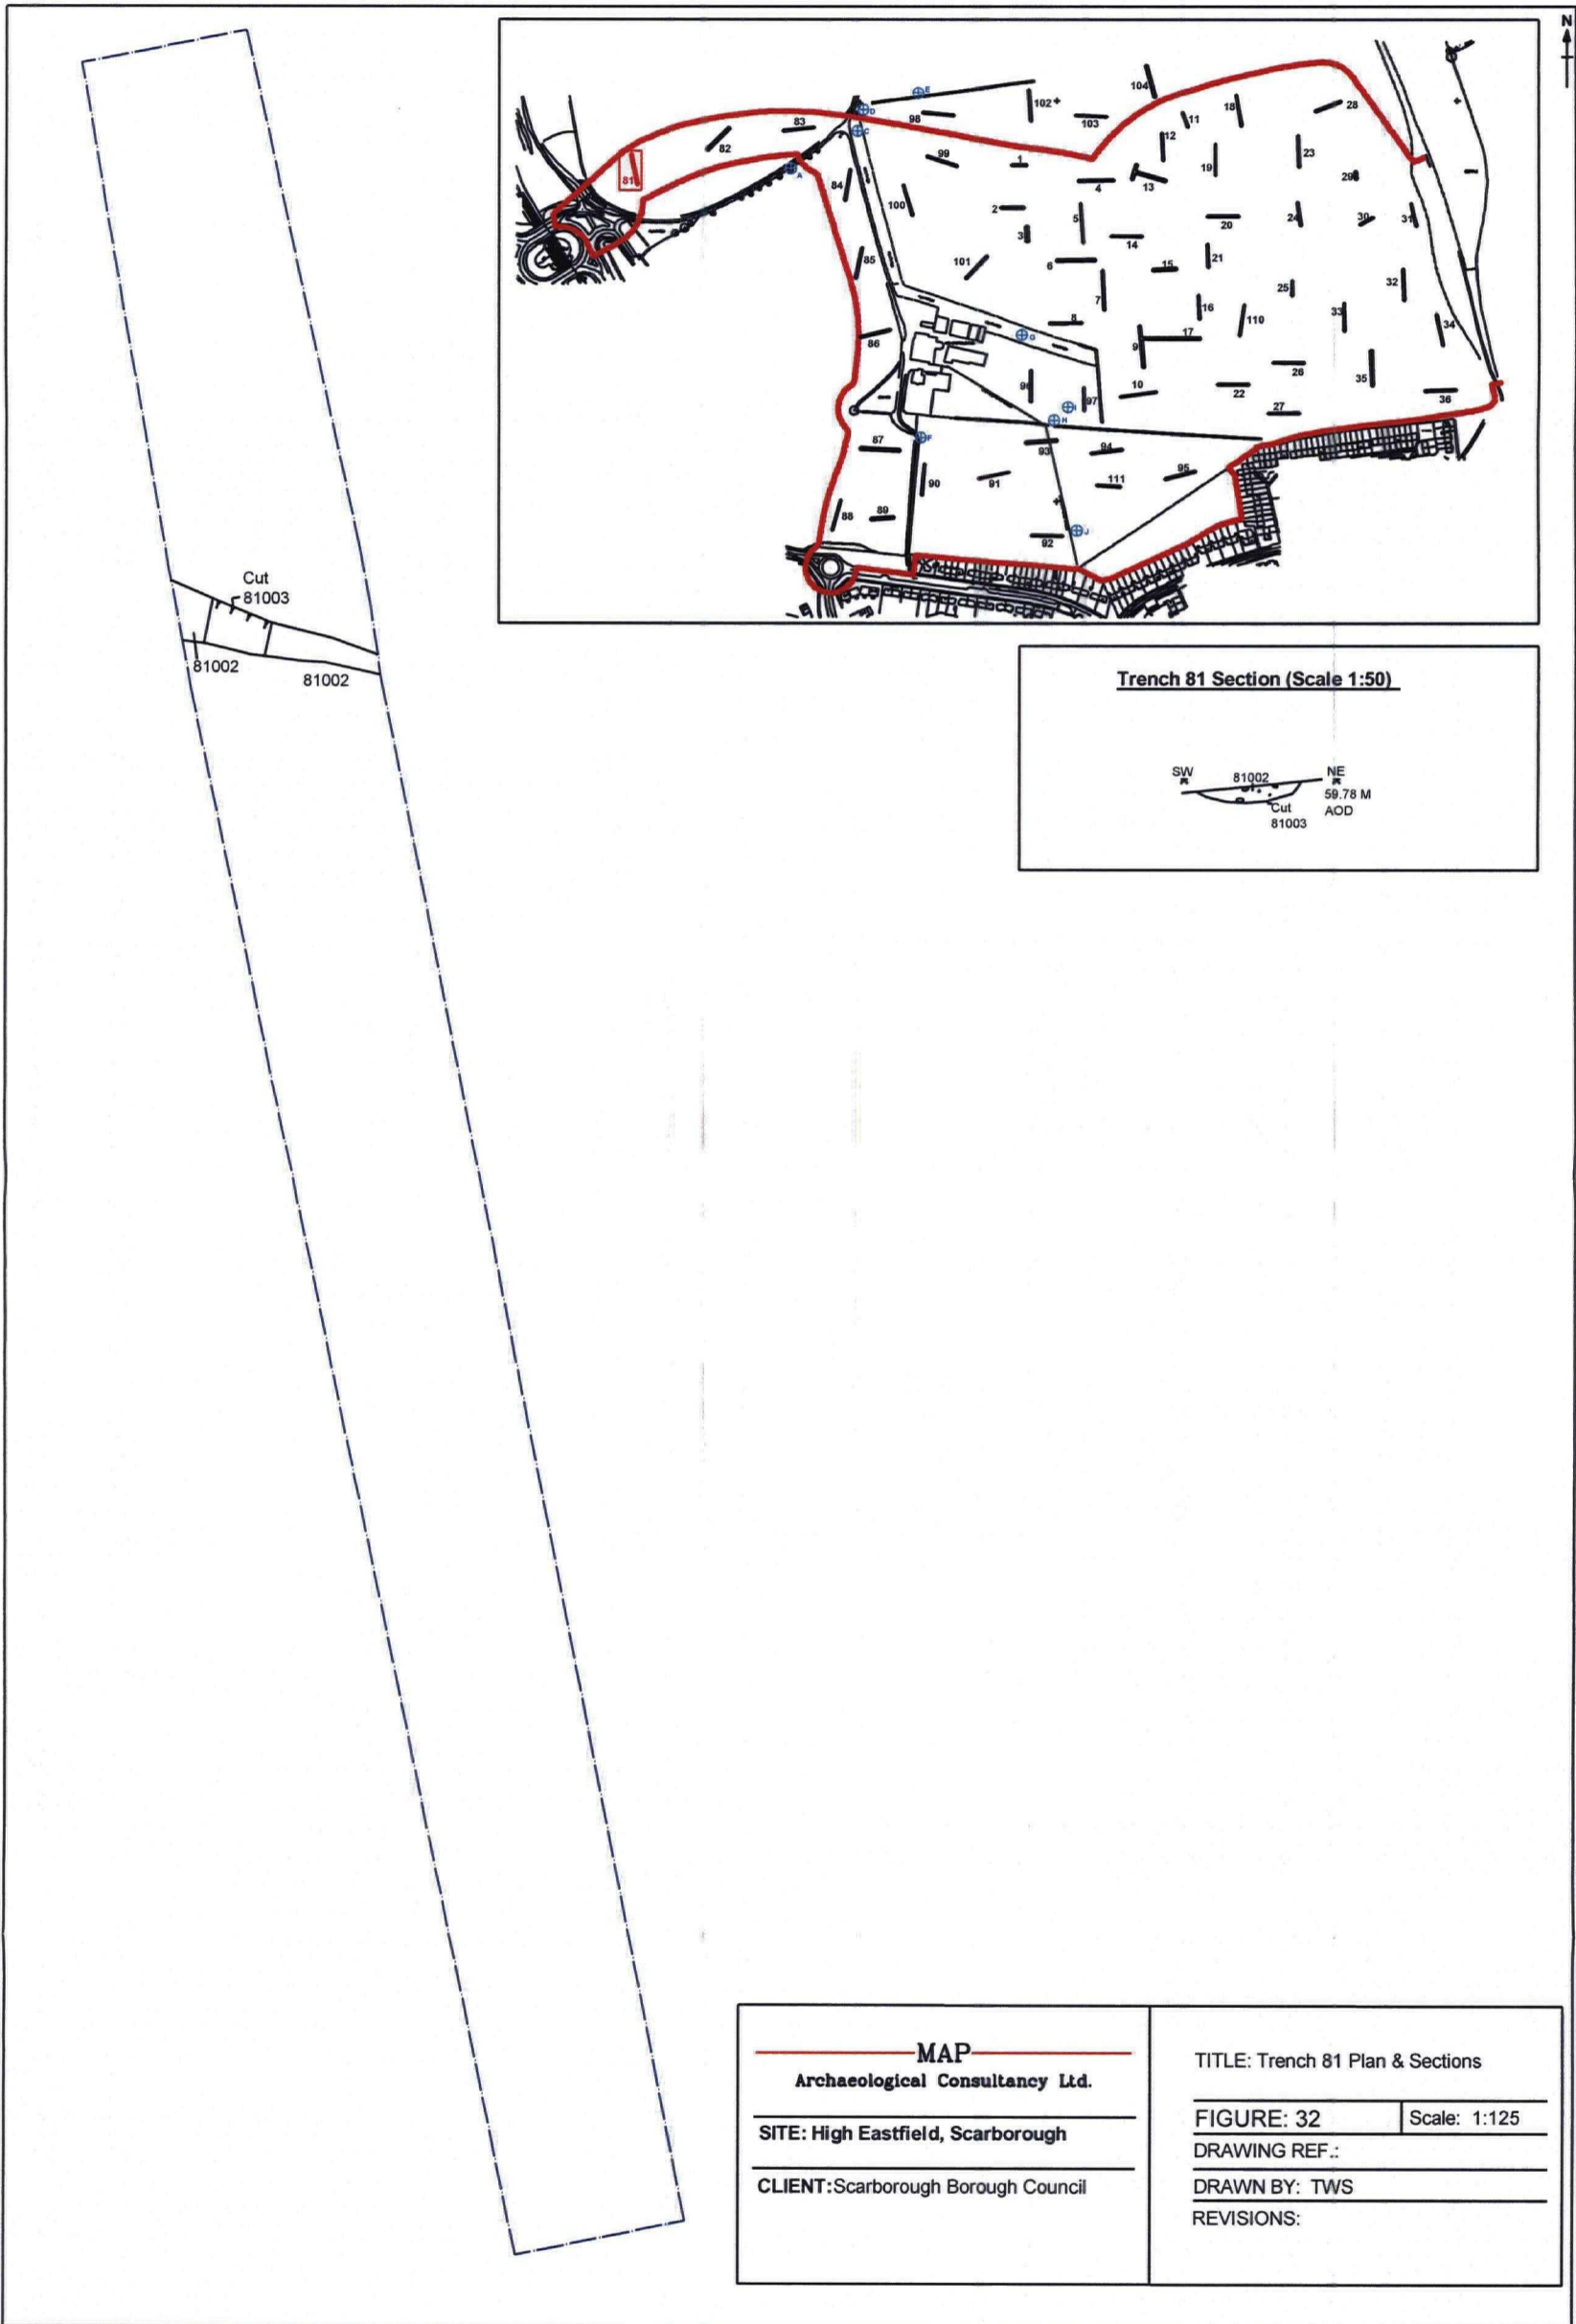 N
104
102
103
E
98
D
C
83
82
81
A
84
99
100
1
4
12
11
13
18
19
23
28
29
2
3
5
14
20
24
30
31
101
6
7
15
21
25
32
85
86
8
G
16
110
33
34
9
17
26
35
36
96
97
10
22
27
I
H
F
87
93
94
95
90
91
111
88
89
92
J
Cut
81003
81002
81002
Trench 81 Section (Scale 1:50)
SW
81002
NE
59.78 M
AOD
Cut
81003
MAP
Archaeological Consultancy Ltd.
SITE: High Eastfield, Scarborough
CLIENT:Scarborough Borough Council
TITLE: Trench 81 Plan & Sections
FIGURE: 32
Scale: 1:125
DRAWING REF.:
DRAWN BY: TWS
REVISIONS: